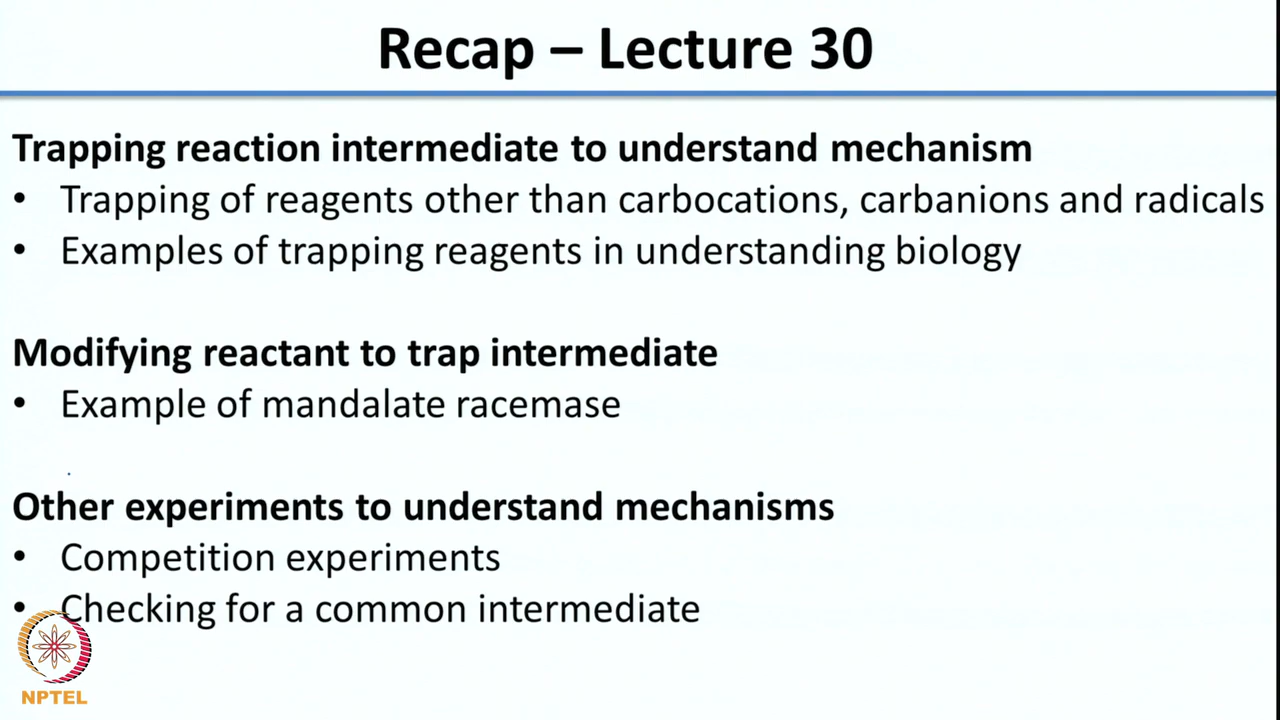 Recap – Lecture 30
Trapping reaction intermediate to understand mechanism
• Trapping of reagents other than carbocations, carbanions and radicals
• Examples of trapping reagents in understanding biology
Modifying reactant to trap intermediate
• Example of mandalate racemase
Other experiments to understand mechanisms
• Competition experiments
• Checking for a common intermediate
NPTEL